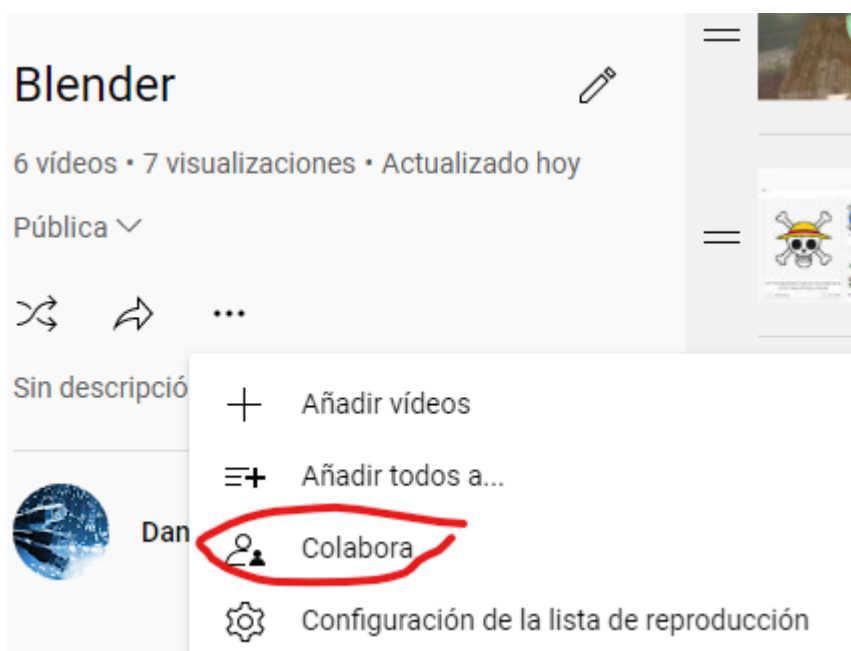 Blender
6 vídeos • 7 visualizaciones • Actualizado hoy
Pública
Sin descripció
Dan
Añadir vídeos
Añadir todos a...
Colabora
Configuración de la lista de reproducción